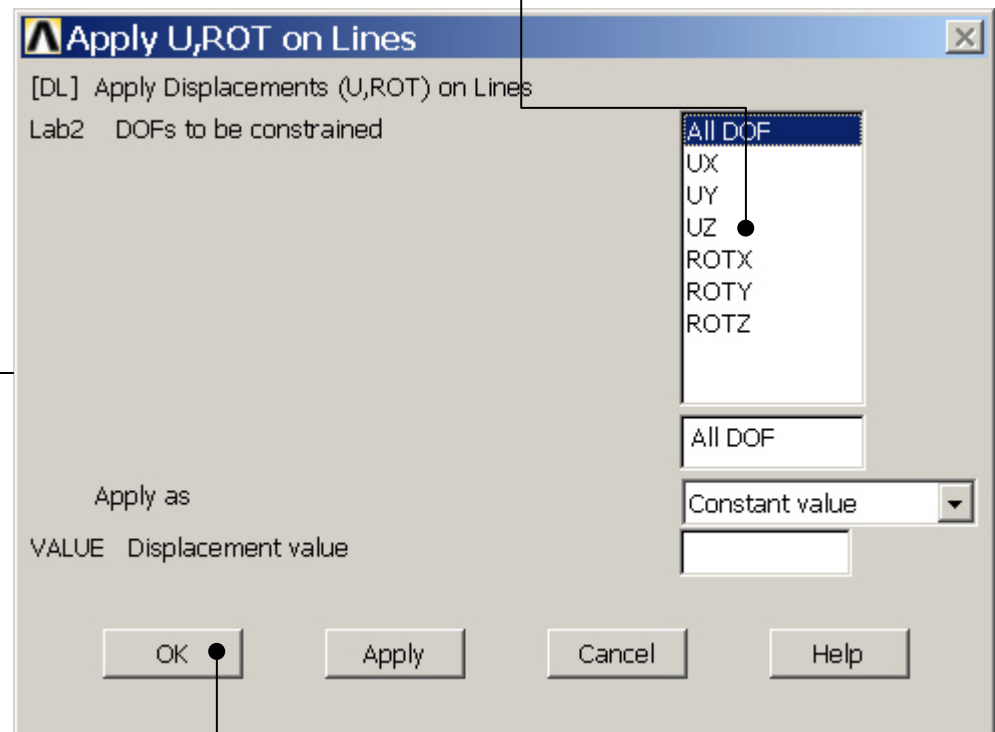 Apply U,ROT on Lines
[DL] Apply Displacements (U,ROT) on Lines
Lab2 DOFs to be constrained
All DOF
UX
UY
UZ
ROTX
ROTY
ROTZ
All DOF
Apply as Constant value
VALUE Displacement value
OK Apply Cancel Help